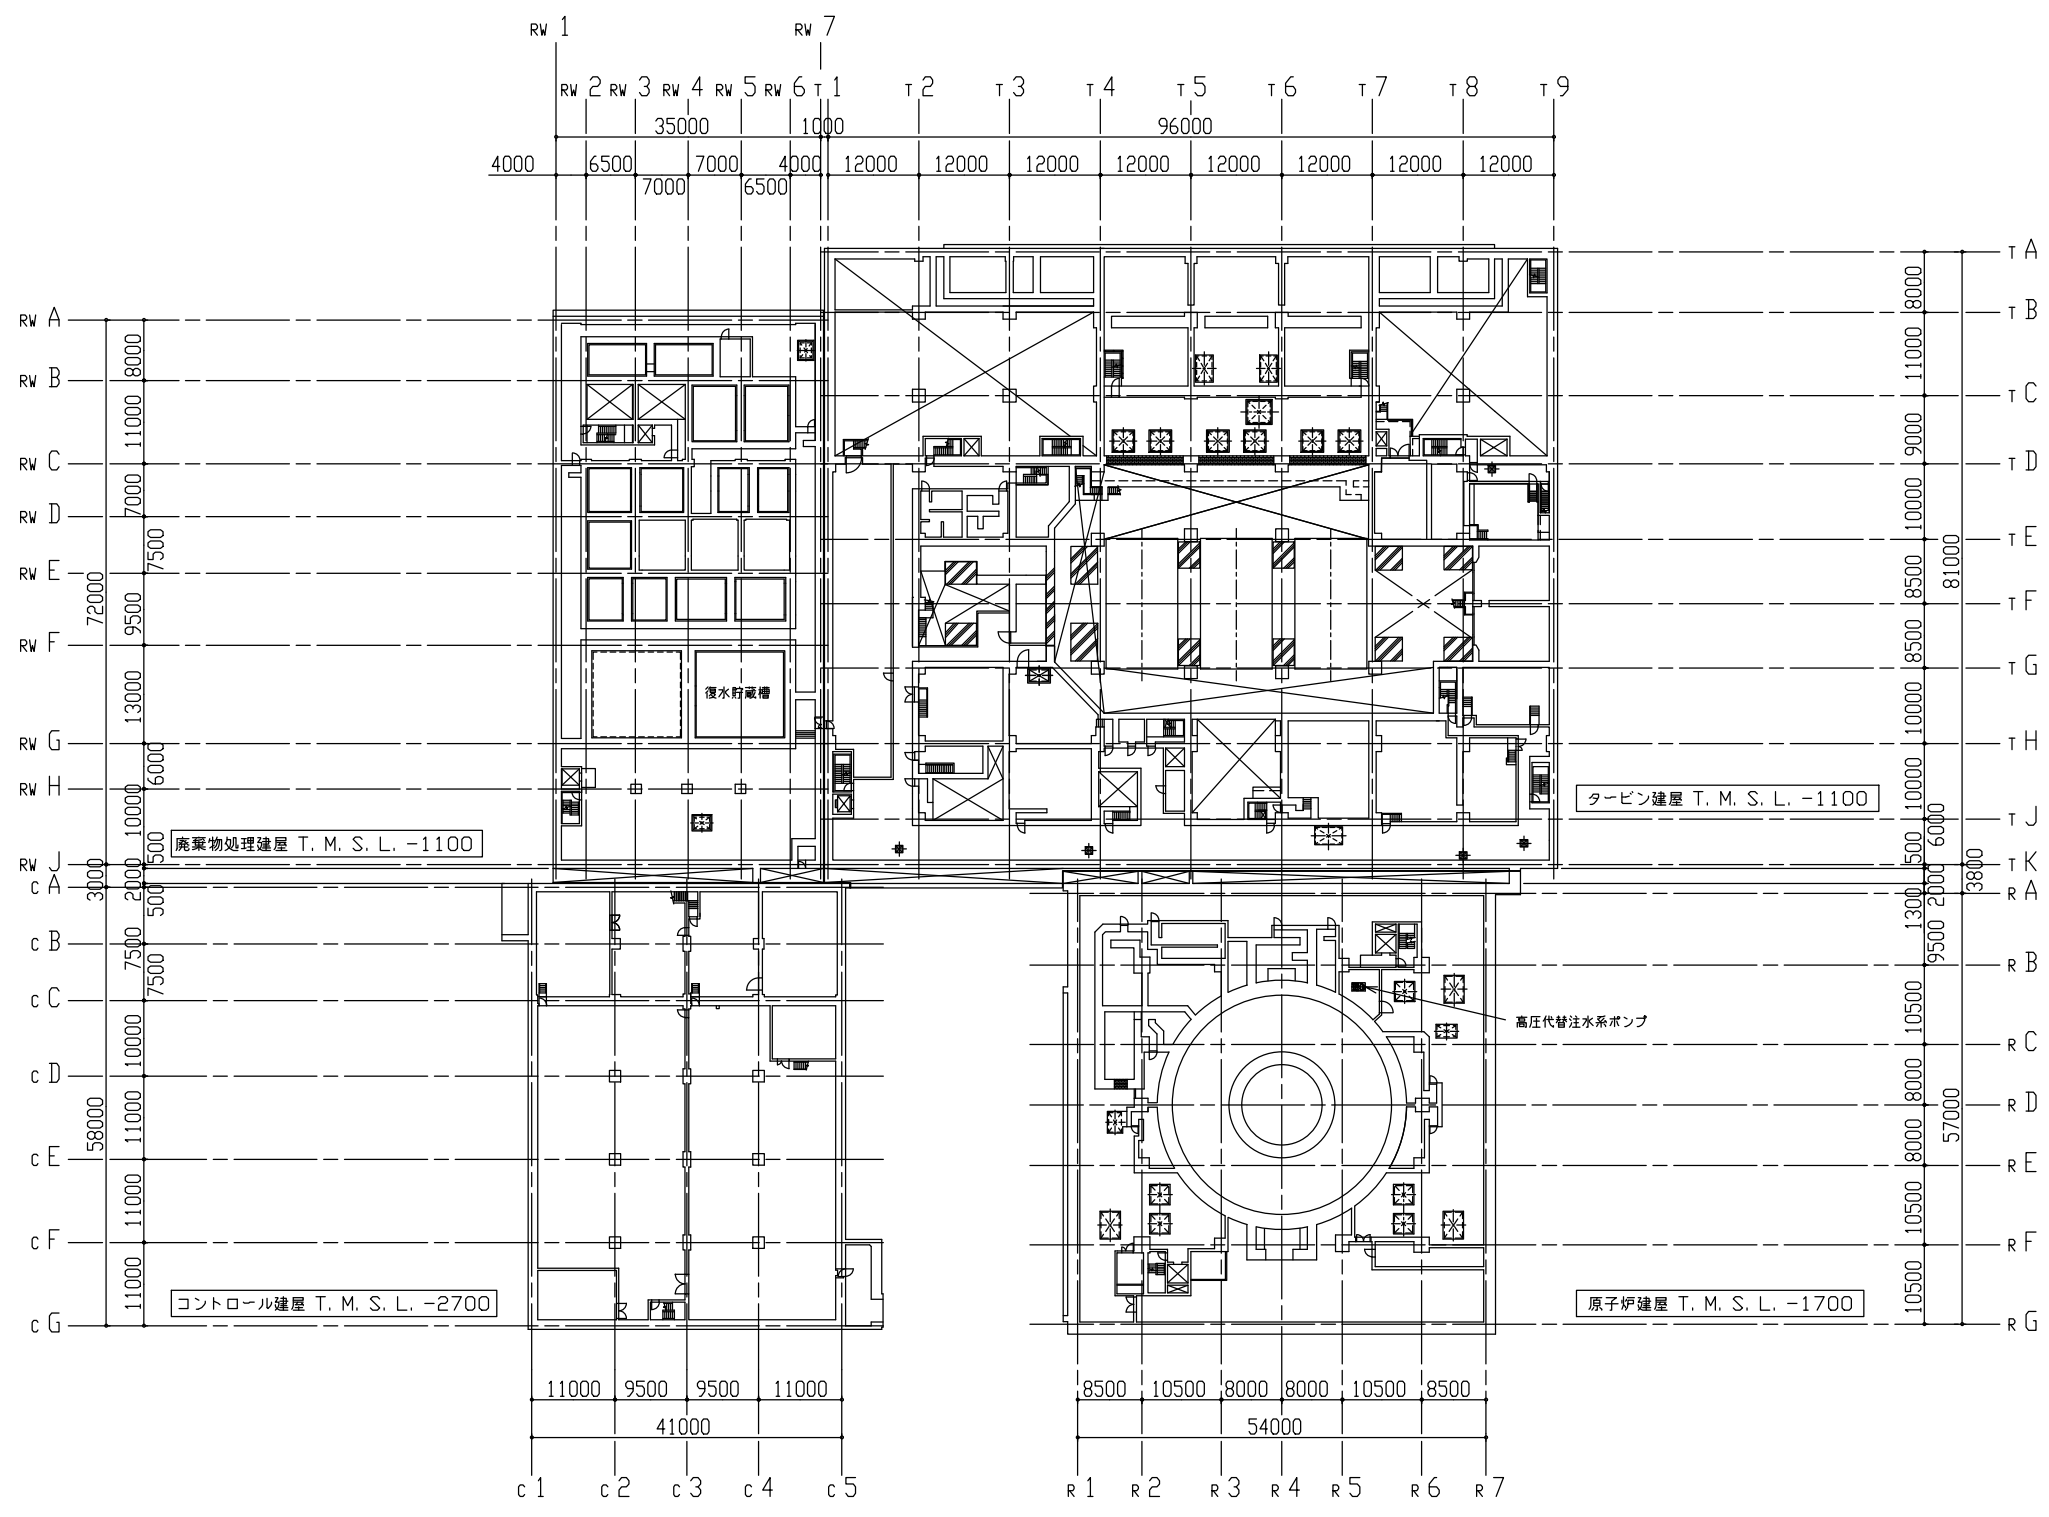 RW 1
RW 7
RW 2 RW 3 RW 4 RW 5 RW 6 T 1 T 2 T 3 T 4 T 5 T 6 T 7 T 8 T 9
35000 1000 96000
4000 6500 7000 4000 12000 12000 12000 12000 12000 12000 12000 12000
7000 6500
T A
8000
RW A
T B
8000
11000
RW B
T C
11000
9000
RW C
T D
7000
10000
RW D
T E
7500
81000
8500
RW E
72000
T F
9500
8500
RW F
T G
復水貯蔵槽
13000
10000
RW G
T H
6000
10000
RW H
タービン建屋 T. M. S. L. -1100
T J
10000
6000
廃棄物処理建屋 T. M. S. L. -1100
500
500
RW J
T K
3000
2000
3800
2000
C A
R A
500
1300
C B
7500
9500
R B
7500
C C
高圧代替注水系ポンプ
10500
10000
R C
C D
8000
R D
58000
11000
57000
8000
C E
R E
11000
10500
C F
R F
11000
10500
コントロール建屋 T. M. S. L. -2700
原子炉建屋 T. M. S. L. -1700
C G
R G
11000 9500 9500 11000 8500 10500 8000 8000 10500 8500
41000 54000
C 1 C 2 C 3 C 4 C 5 R 1 R 2 R 3 R 4 R 5 R 6 R 7